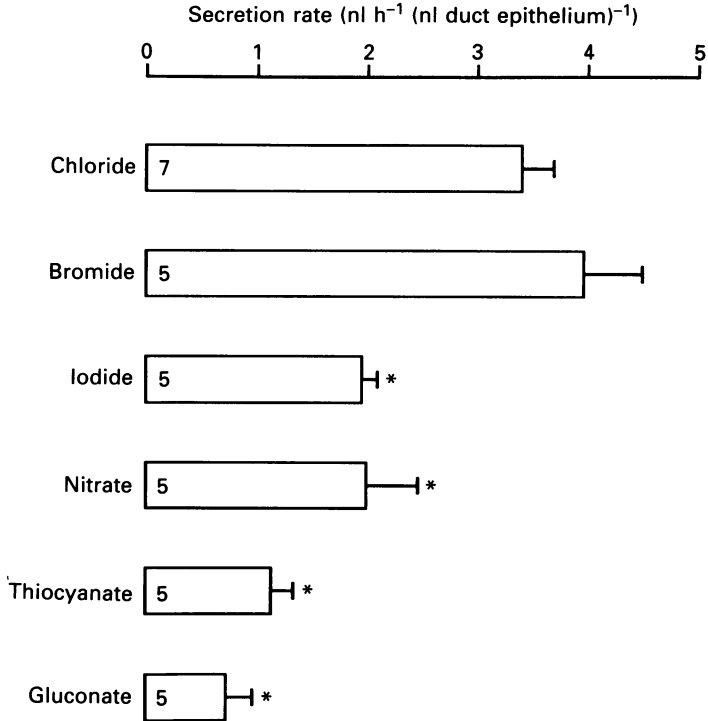 Secretion rate (nl h⁻¹ (nl duct epithelium)⁻¹)
0 1 2 3 4 5
Chloride 7
Bromide 5
Iodide 5 *
Nitrate 5 *
Thiocyanate 5 *
Gluconate 5 *